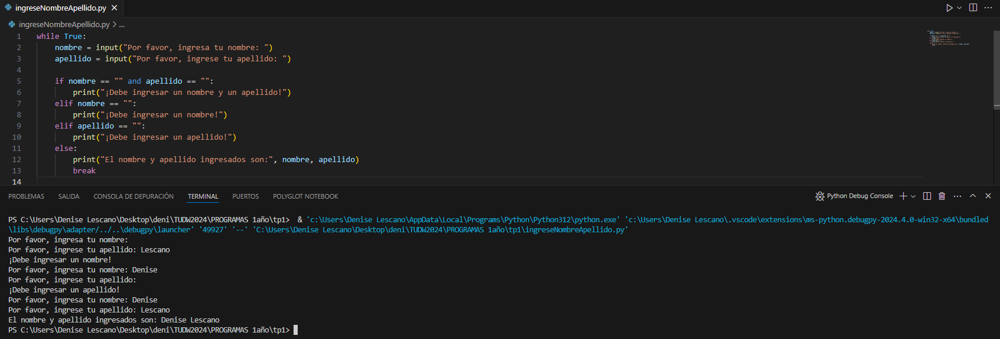 ingreseNombreApellido.py
ingreseNombreApellido.py > ...
1 while True:
2 nombre = input("Por favor, ingresa tu nombre: ")
3 apellido = input("Por favor, ingrese tu apellido: ")
4
5 if nombre == "" and apellido == "":
6 print("¡Debe ingresar un nombre y un apellido!")
7 elif nombre == "":
8 print("¡Debe ingresar un nombre!")
9 elif apellido == "":
10 print("¡Debe ingresar un apellido!")
11 else:
12 print("El nombre y apellido ingresados son:", nombre, apellido)
13 break
14
PROBLEMAS SALIDA CONSOLA DE DEPURACIÓN TERMINAL PUERTOS POLYGLOT NOTEBOOK Python Debug Console
PS C:\Users\Denise Lescano\Desktop\deni\TUDW2024\PROGRAMAS 1año\tp1>  & 'c:\Users\Denise Lescano\AppData\Local\Programs\Python\Python312\python.exe' 'c:\Users\Denise Lescano\.vscode\extensions\ms-python.debugpy-2024.4.0-win32-x64\bundled
\libs\debugpy\adapter/../..\debugpy\launcher' '49927' '--' 'C:\Users\Denise Lescano\Desktop\deni\TUDW2024\PROGRAMAS 1año\tp1\ingreseNombreApellido.py'
Por favor, ingresa tu nombre:
Por favor, ingrese tu apellido: Lescano
¡Debe ingresar un nombre!
Por favor, ingresa tu nombre: Denise
Por favor, ingrese tu apellido:
¡Debe ingresar un apellido!
Por favor, ingresa tu nombre: Denise
Por favor, ingrese tu apellido: Lescano
El nombre y apellido ingresados son: Denise Lescano
PS C:\Users\Denise Lescano\Desktop\deni\TUDW2024\PROGRAMAS 1año\tp1>